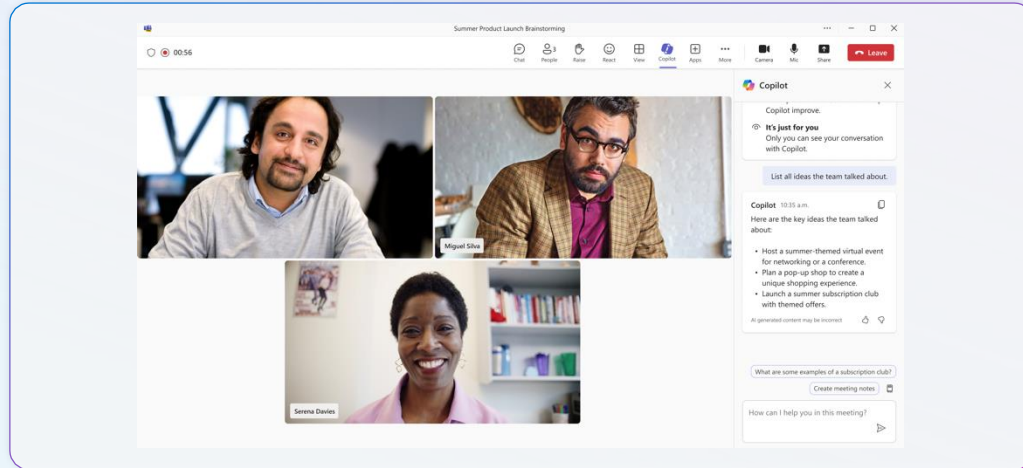 Summer Product Launch Brainstorming
00:56
Chat
3
People
Raise
React
View
Copilot
Apps
More
Camera
Mic
Share
Leave
Copilot
Copilot improve.
It's just for you
Only you can see your conversation
with Copilot.
List all ideas the team talked about.
Copilot 10:35 a.m.
Here are the key ideas the team talked
about:
• Host a summer-themed virtual event
for networking or a conference.
• Plan a pop-up shop to create a
unique shopping experience.
• Launch a summer subscription club
with themed offers.
AI generated content may be incorrect
What are some examples of a subscription club?
Create meeting notes
How can I help you in this meeting?
Miguel Silva
Serena Davies